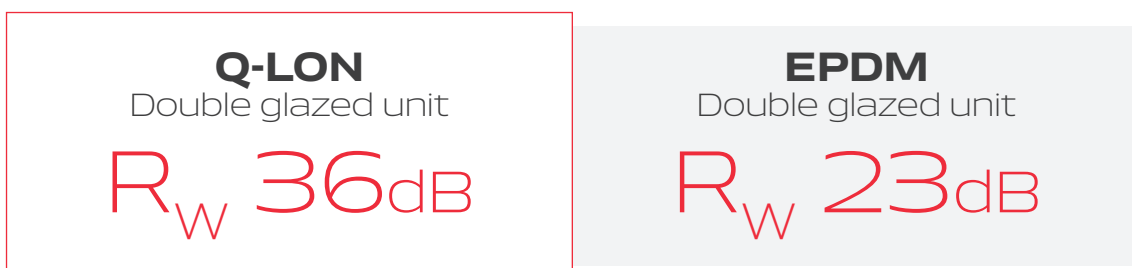 Q-LON
Double glazed unit
RW 36dB
EPDM
Double glazed unit
RW 23dB